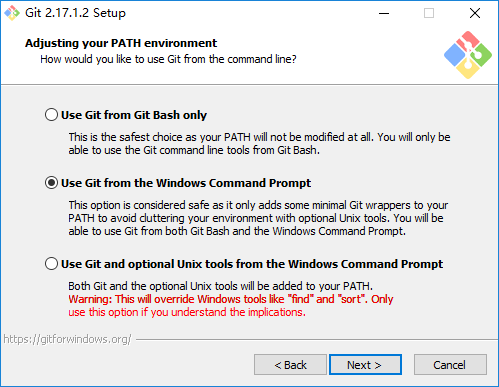 Git 2.17.1.2 Setup
Adjusting your PATH environment
How would you like to use Git from the command line?
Use Git from Git Bash only
This is the safest choice as your PATH will not be modified at all. You will only be
able to use the Git command line tools from Git Bash.
Use Git from the Windows Command Prompt
This option is considered safe as it only adds some minimal Git wrappers to your
PATH to avoid cluttering your environment with optional Unix tools. You will be
able to use Git from both Git Bash and the Windows Command Prompt.
Use Git and optional Unix tools from the Windows Command Prompt
Both Git and the optional Unix tools will be added to your PATH.
Warning: This will override Windows tools like "find" and "sort". Only
use this option if you understand the implications.
https://gitforwindows.org/
< Back
Next >
Cancel